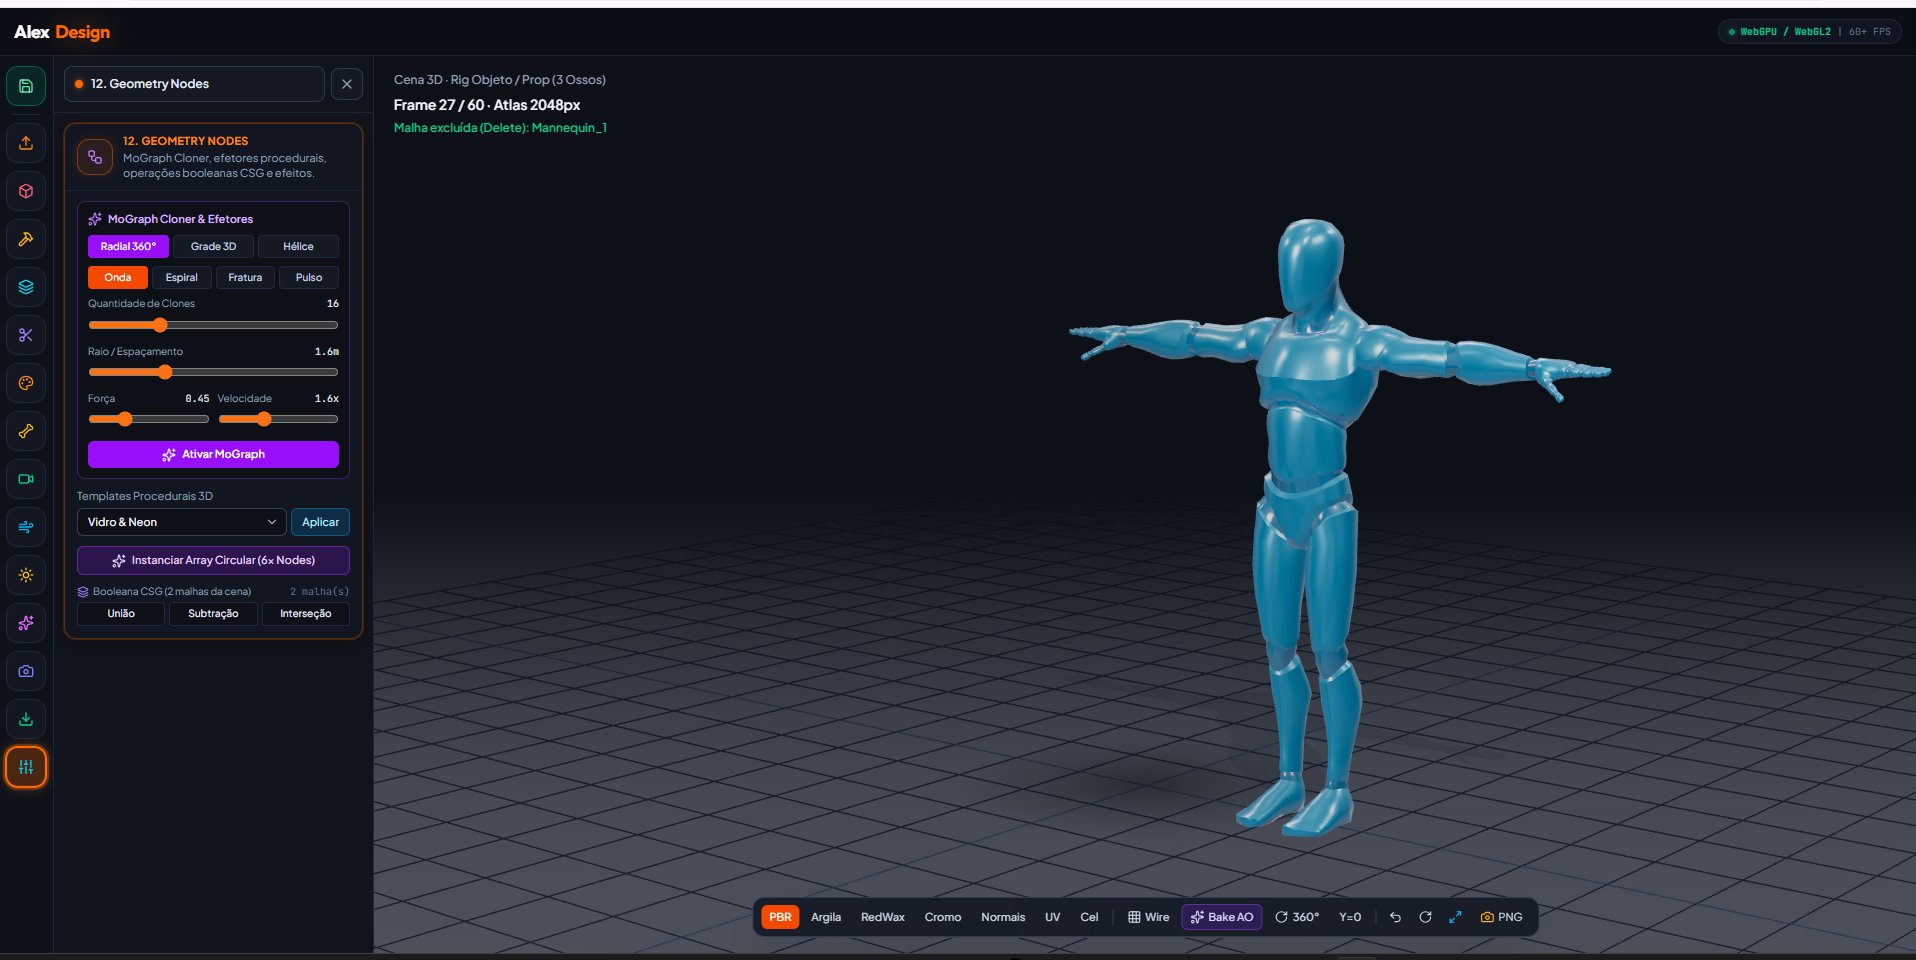 Alex Design
WebGPU / WebGL2 | 60+ FPS
12. Geometry Nodes
12. GEOMETRY NODES
MoGraph Cloner, efetores procedurais,
operações booleanas CSG e efeitos.
MoGraph Cloner & Efetores
Radial 360° Grade 3D Hélice
Onda Espiral Fratura Pulso
Quantidade de Clones 16
Raio / Espaçamento 1.6m
Força 0.45 Velocidade 1.6x
Ativar MoGraph
Templates Procedurais 3D
Vidro & Neon Aplicar
Instanciar Array Circular (6x Nodes)
Booleana CSG (2 malhas da cena) 2 malha(s)
União Subtração Interseção
Cena 3D · Rig Objeto / Prop (3 Ossos)
Frame 27 / 60 · Atlas 2048px
Malha excluída (Delete): Mannequin_1
PBR Argila RedWax Cromo Normais UV Cel Wire Bake AO 360° Y=0 PNG